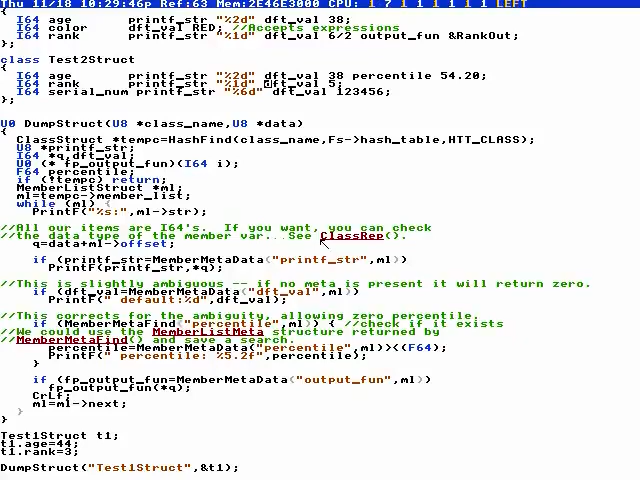 Thu 11/18 10:29:46p Ref:63 Mem:2E46E3000 CPU: 1 7 1 1 1 1 1 1 LEFT
I64 age printf_str "%2d" dft_val 38;
I64 color dft_val RED; //Accepts expressions
I64 rank printf_str "%1d" dft_val 6/2 output_fun &RankOut;
};
class Test2Struct
{
I64 age printf_str "%2d" dft_val 38 percentile 54.20;
I64 rank printf_str "%1d" dft_val 5;
I64 serial_num printf_str "%6d" dft_val 123456;
};
U0 DumpStruct(U8 *class_name,U8 *data)
{
ClassStruct *tempc=HashFind(class_name,Fs->hash_table,HTT_CLASS);
U8 *printf_str;
I64 *q,dft_val;
U0 (* fp_output_fun)(I64 i);
F64 percentile;
if (!tempc) return;
MemberListStruct *ml;
ml=tempc->member_list;
while (ml) {
PrintF("%s:",ml->str);
//All our items are I64's. If you want, you can check
//the data type of the member var...See ClassRep().
q=data+ml->offset;
if (printf_str=MemberMetaData("printf_str",ml))
PrintF(printf_str,*q);
//This is slightly ambiguous -- if no meta is present it will return zero.
if (dft_val=MemberMetaData("dft_val",ml))
PrintF(" default:%d",dft_val);
//This corrects for the ambiguity, allowing zero percentile.
if (MemberMetaFind("percentile",ml)) { //check if it exists
//We could use the MemberListMeta structure returned by
//MemberMetaFind() and save a search.
percentile=MemberMetaData("percentile",ml)><(F64);
PrintF(" percentile: %5.2f",percentile);
}
if (fp_output_fun=MemberMetaData("output_fun",ml))
fp_output_fun(*q);
CrLf;
ml=ml->next;
}
}
Test1Struct t1;
t1.age=44;
t1.rank=3;
DumpStruct("Test1Struct",&t1);